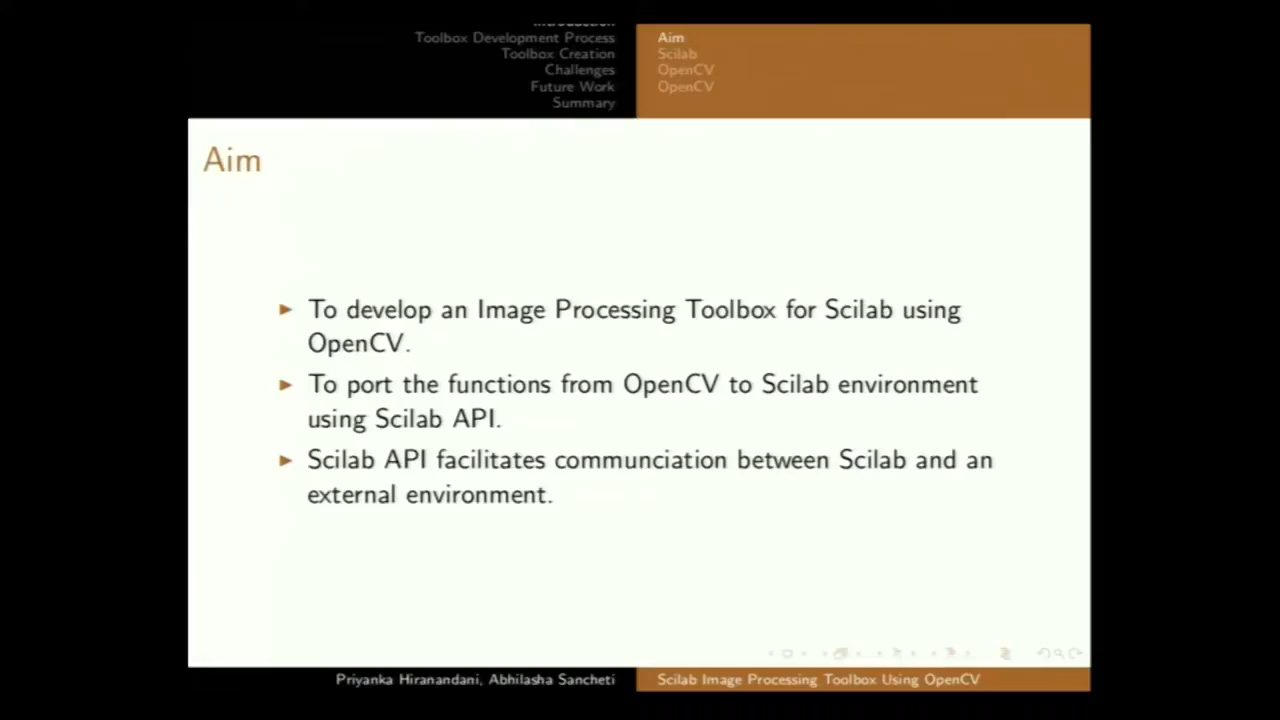 Introduction
Toolbox Development Process
Toolbox Creation
Challenges
Future Work
Summary
Aim
Scilab
OpenCV
OpenCV
Aim
To develop an Image Processing Toolbox for Scilab using
OpenCV.
To port the functions from OpenCV to Scilab environment
using Scilab API.
Scilab API facilitates communciation between Scilab and an
external environment.
Priyanka Hiranandani, Abhilasha Sancheti
Scilab Image Processing Toolbox Using OpenCV